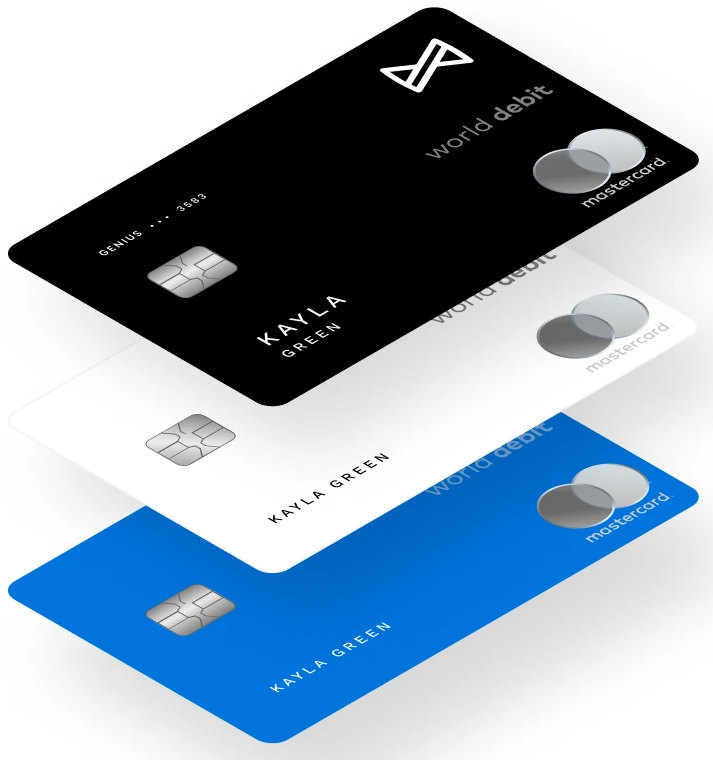 world debit
mastercard.
GENIUS ••• 3583
KAYLA
GREEN
world debit
mastercard.
KAYLA GREEN
world debit
mastercard.
KAYLA GREEN